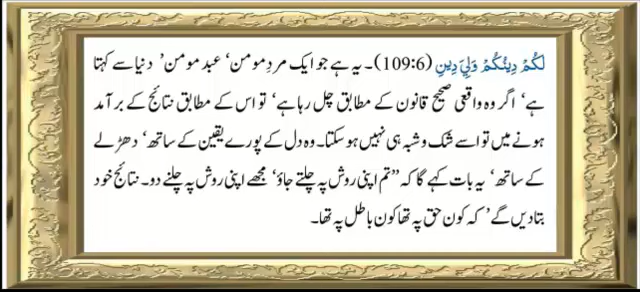 لَكُمْ دِينُكُمْ وَلِيَ دِينِ (109:6)۔ یہ ہے جو ایک مردِ مومن‘ عبد مومن’ دنیا سے کہتا
ہے‘ اگر وہ واقعی صحیح قانون کے مطابق چل رہا ہے‘ تو اس کے مطابق نتائج کے برآمد
ہونے میں تو اسے شک و شبہ ہی نہیں ہو سکتا۔ وہ دل کے پورے یقین کے ساتھ‘ دھڑلے
کے ساتھ‘ یہ بات کہے گا کہ ”تم اپنی روش پہ چلتے جاؤ‘ مجھے اپنی روش پہ چلنے دو۔ نتائج خود
بتا دیں گے‘ کہ کون حق پہ تھا کون باطل پہ تھا۔